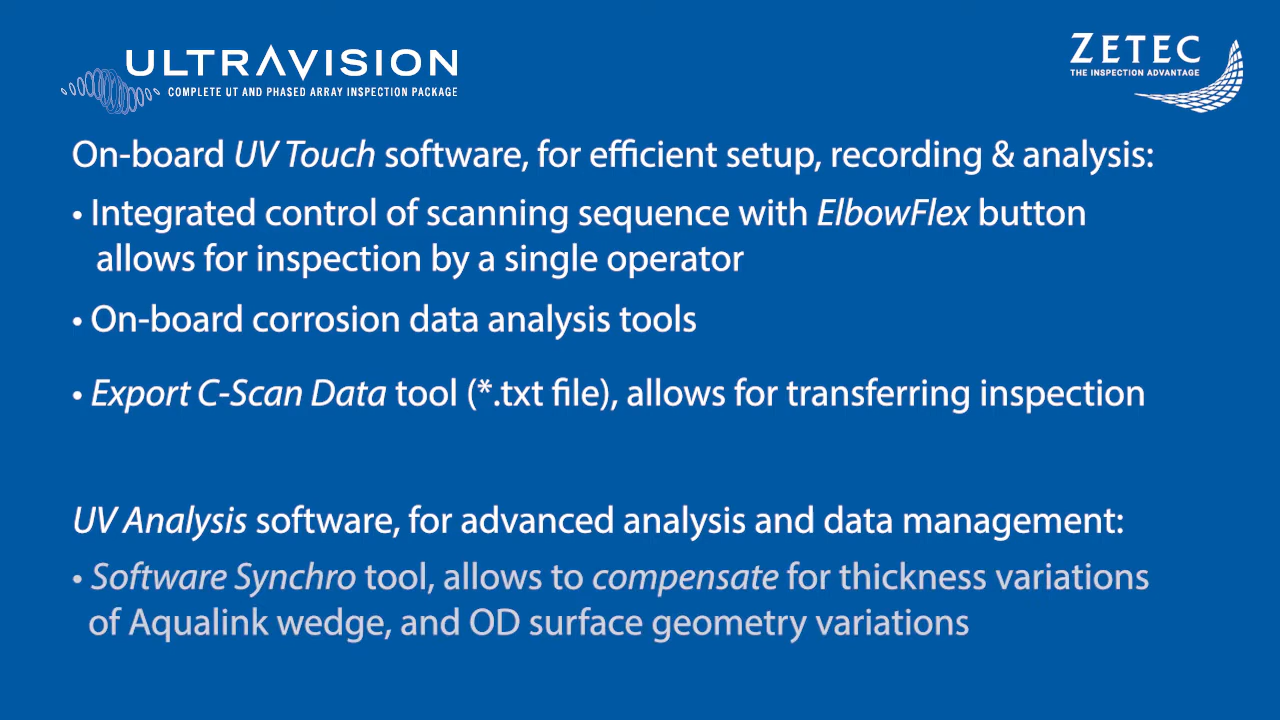 ULTRAVISION
COMPLETE UT AND PHASED ARRAY INSPECTION PACKAGE
ZETEC
THE INSPECTION ADVANTAGE
On-board UV Touch software, for efficient setup, recording & analysis:
• Integrated control of scanning sequence with ElbowFlex button
allows for inspection by a single operator
• On-board corrosion data analysis tools
• Export C-Scan Data tool (*.txt file), allows for transferring inspection
UV Analysis software, for advanced analysis and data management:
• Software Synchro tool, allows to compensate for thickness variations
of Aqualink wedge, and OD surface geometry variations